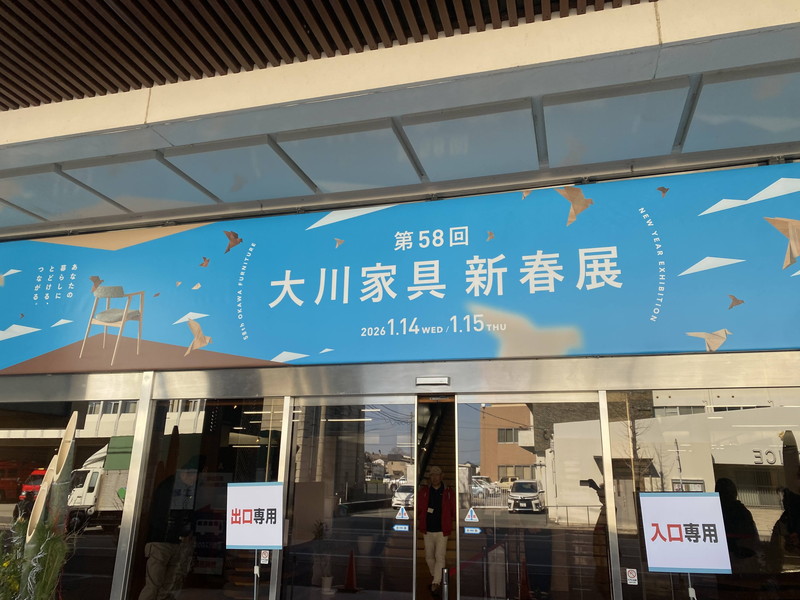 第58回
大川家具 新春展
2026 1.14 WED / 1.15 THU
58th OKAWA FURNITURE
NEW YEAR EXHIBITION
あなたの
暮らしに
とどける、
つながる。
出口専用
入口専用